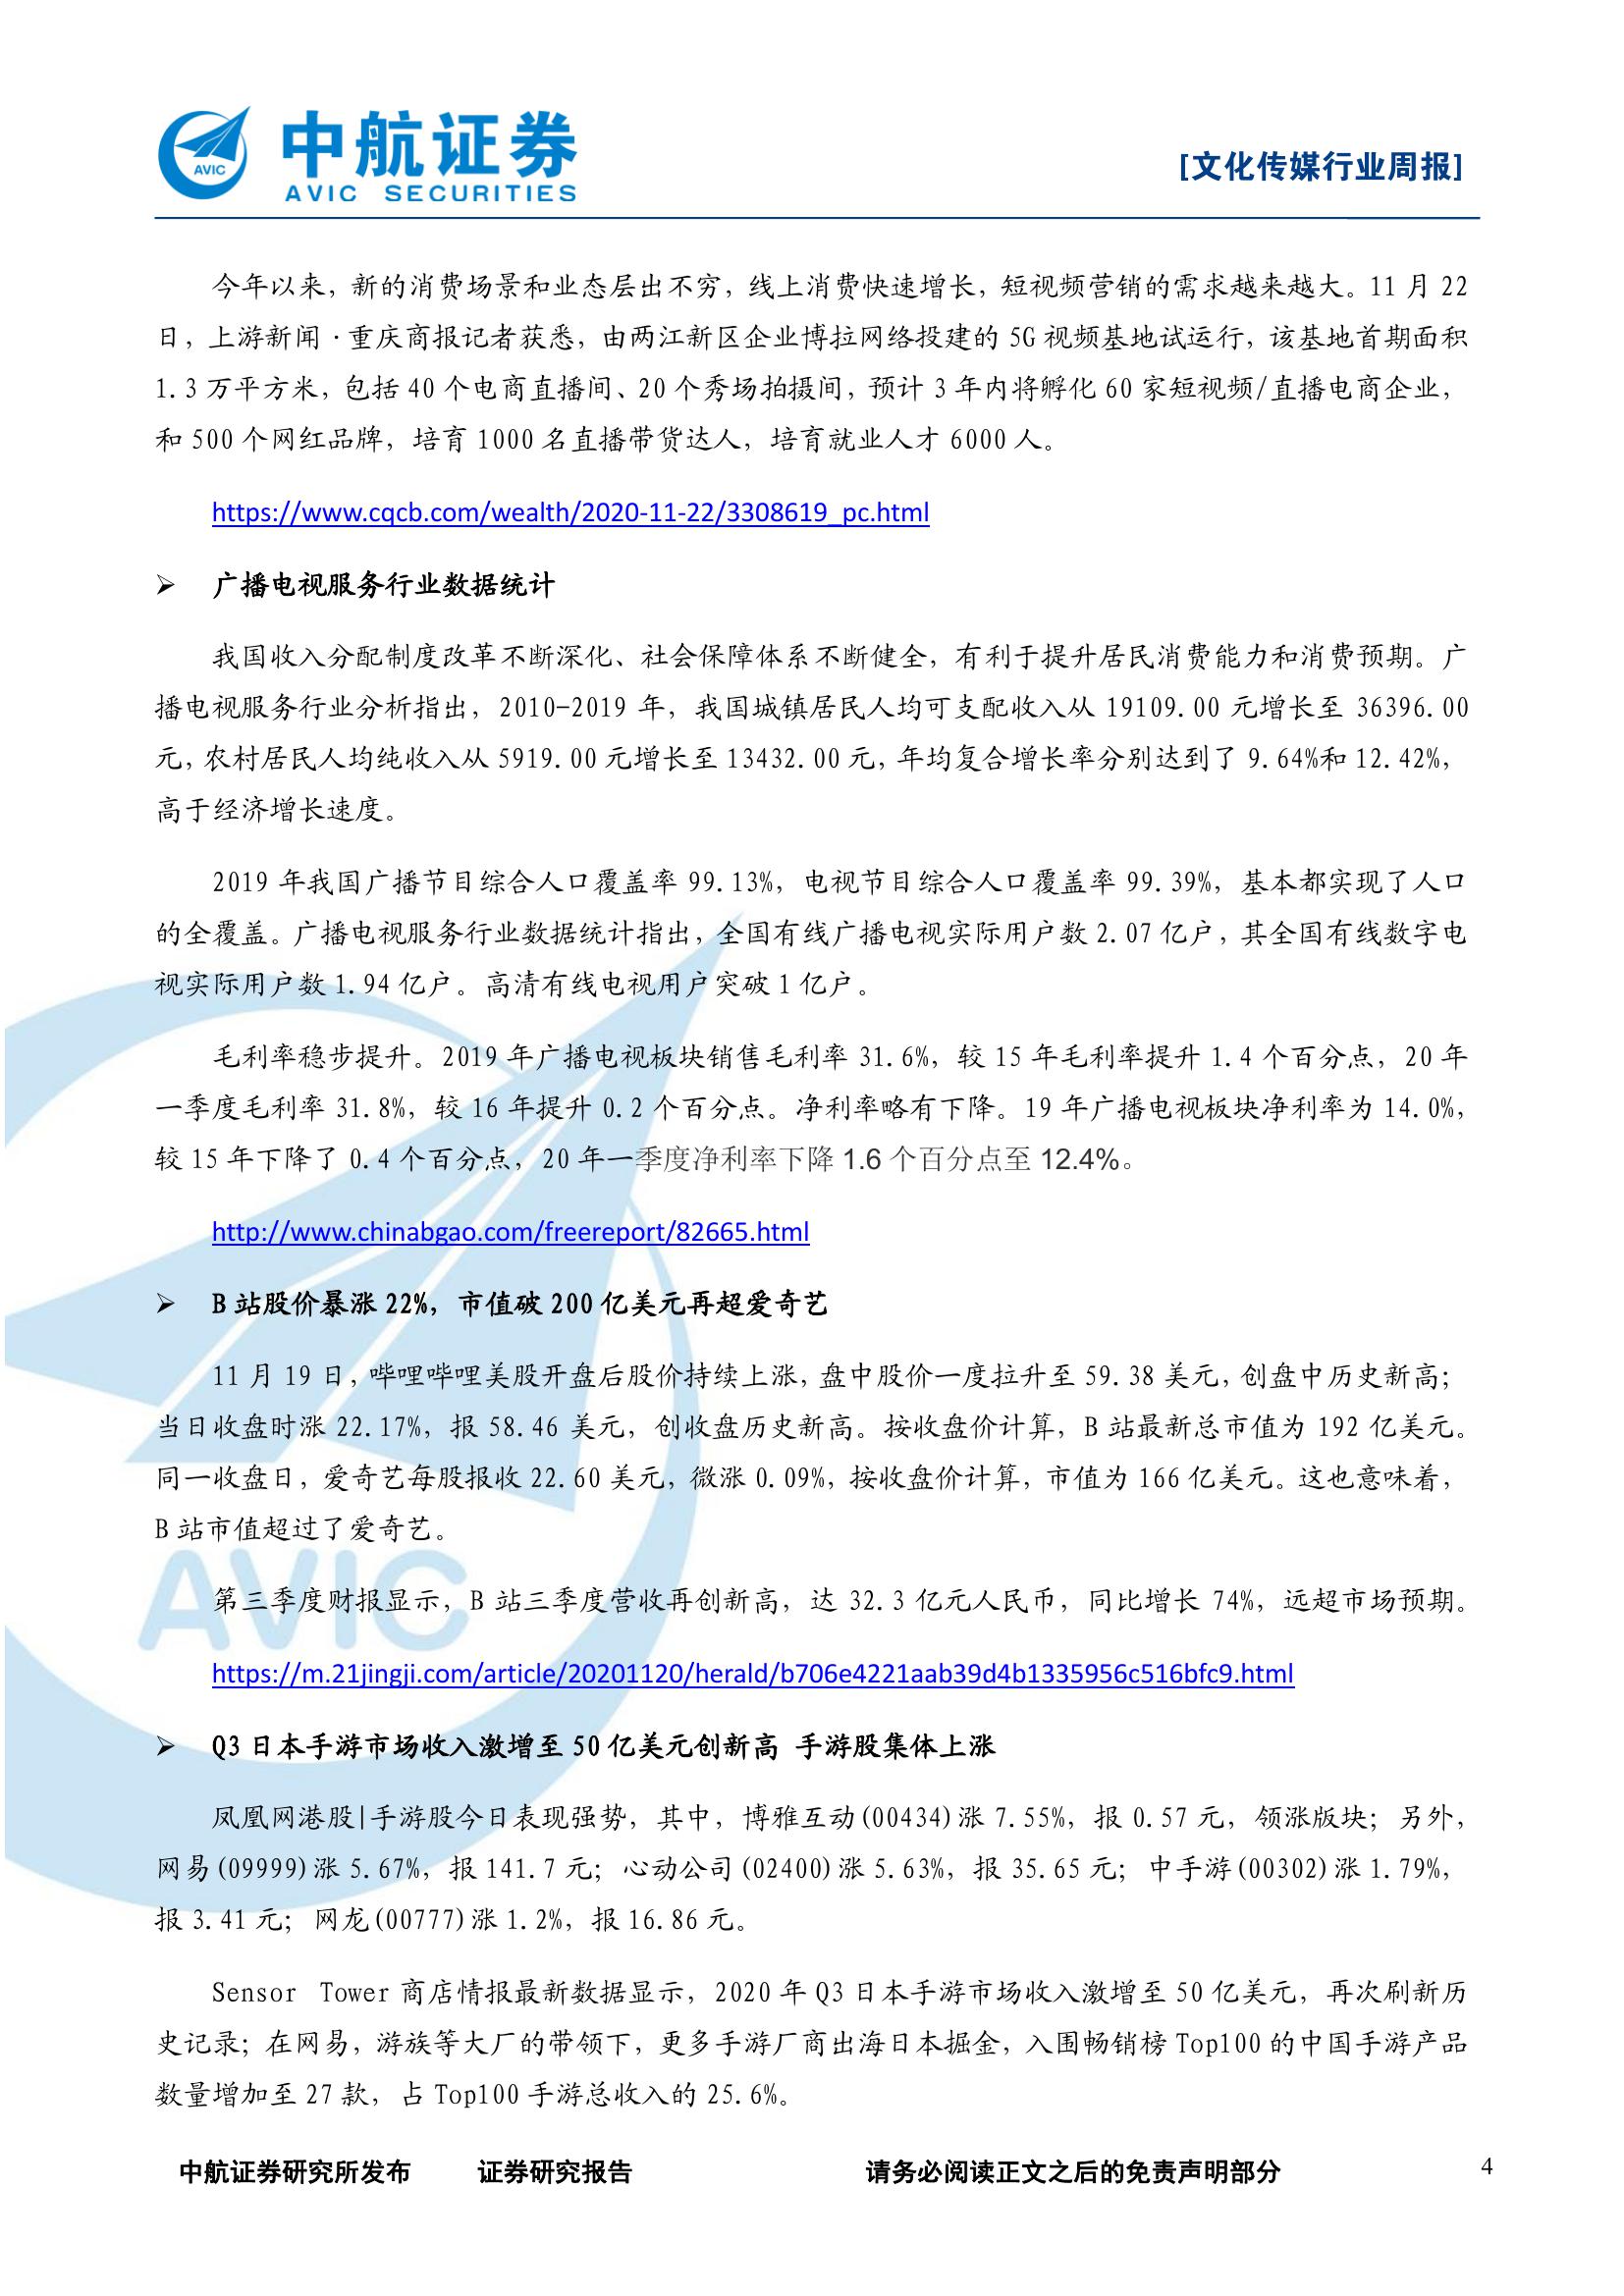 AVIC
中航证券
AVIC SECURITIES
[文化传媒行业周报]
今年以来，新的消费场景和业态层出不穷，线上消费快速增长，短视频营销的需求越来越大。11 月 22
日，上游新闻·重庆商报记者获悉，由两江新区企业博拉网络投建的 5G 视频基地试运行，该基地首期面积
1.3 万平方米，包括 40 个电商直播间、20 个秀场拍摄间，预计 3 年内将孵化 60 家短视频/直播电商企业，
和 500 个网红品牌，培育 1000 名直播带货达人，培育就业人才 6000 人。
https://www.cqcb.com/wealth/2020-11-22/3308619_pc.html
➢ 广播电视服务行业数据统计
我国收入分配制度改革不断深化、社会保障体系不断健全，有利于提升居民消费能力和消费预期。广
播电视服务行业分析指出，2010-2019 年，我国城镇居民人均可支配收入从 19109.00 元增长至 36396.00
元，农村居民人均纯收入从 5919.00 元增长至 13432.00 元，年均复合增长率分别达到了 9.64%和 12.42%，
高于经济增长速度。
2019 年我国广播节目综合人口覆盖率 99.13%，电视节目综合人口覆盖率 99.39%，基本都实现了人口
的全覆盖。广播电视服务行业数据统计指出，全国有线广播电视实际用户数 2.07 亿户，其全国有线数字电
视实际用户数 1.94 亿户。高清有线电视用户突破 1 亿户。
毛利率稳步提升。2019 年广播电视板块销售毛利率 31.6%，较 15 年毛利率提升 1.4 个百分点，20 年
一季度毛利率 31.8%，较 16 年提升 0.2 个百分点。净利率略有下降。19 年广播电视板块净利率为 14.0%，
较 15 年下降了 0.4 个百分点，20 年一季度净利率下降 1.6 个百分点至 12.4%。
http://www.chinabgao.com/freereport/82665.html
➢ B 站股价暴涨 22%，市值破 200 亿美元再超爱奇艺
11 月 19 日，哔哩哔哩美股开盘后股价持续上涨，盘中股价一度拉升至 59.38 美元，创盘中历史新高；
当日收盘时涨 22.17%，报 58.46 美元，创收盘历史新高。按收盘价计算，B 站最新总市值为 192 亿美元。
同一收盘日，爱奇艺每股报收 22.60 美元，微涨 0.09%，按收盘价计算，市值为 166 亿美元。这也意味着，
B 站市值超过了爱奇艺。
第三季度财报显示，B 站三季度营收再创新高，达 32.3 亿元人民币，同比增长 74%，远超市场预期。
https://m.21jingji.com/article/20201120/herald/b706e4221aab39d4b1335956c516bfc9.html
➢ Q3 日本手游市场收入激增至 50 亿美元创新高 手游股集体上涨
凤凰网港股|手游股今日表现强势，其中，博雅互动(00434)涨 7.55%，报 0.57 元，领涨版块；另外，
网易(09999)涨 5.67%，报 141.7 元；心动公司(02400)涨 5.63%，报 35.65 元；中手游(00302)涨 1.79%，
报 3.41 元；网龙(00777)涨 1.2%，报 16.86 元。
Sensor Tower 商店情报最新数据显示，2020 年 Q3 日本手游市场收入激增至 50 亿美元，再次刷新历
史记录；在网易，游族等大厂的带领下，更多手游厂商出海日本掘金，入围畅销榜 Top100 的中国手游产品
数量增加至 27 款，占 Top100 手游总收入的 25.6%。
AVIC
中航证券研究所发布 证券研究报告 请务必阅读正文之后的免责声明部分 4